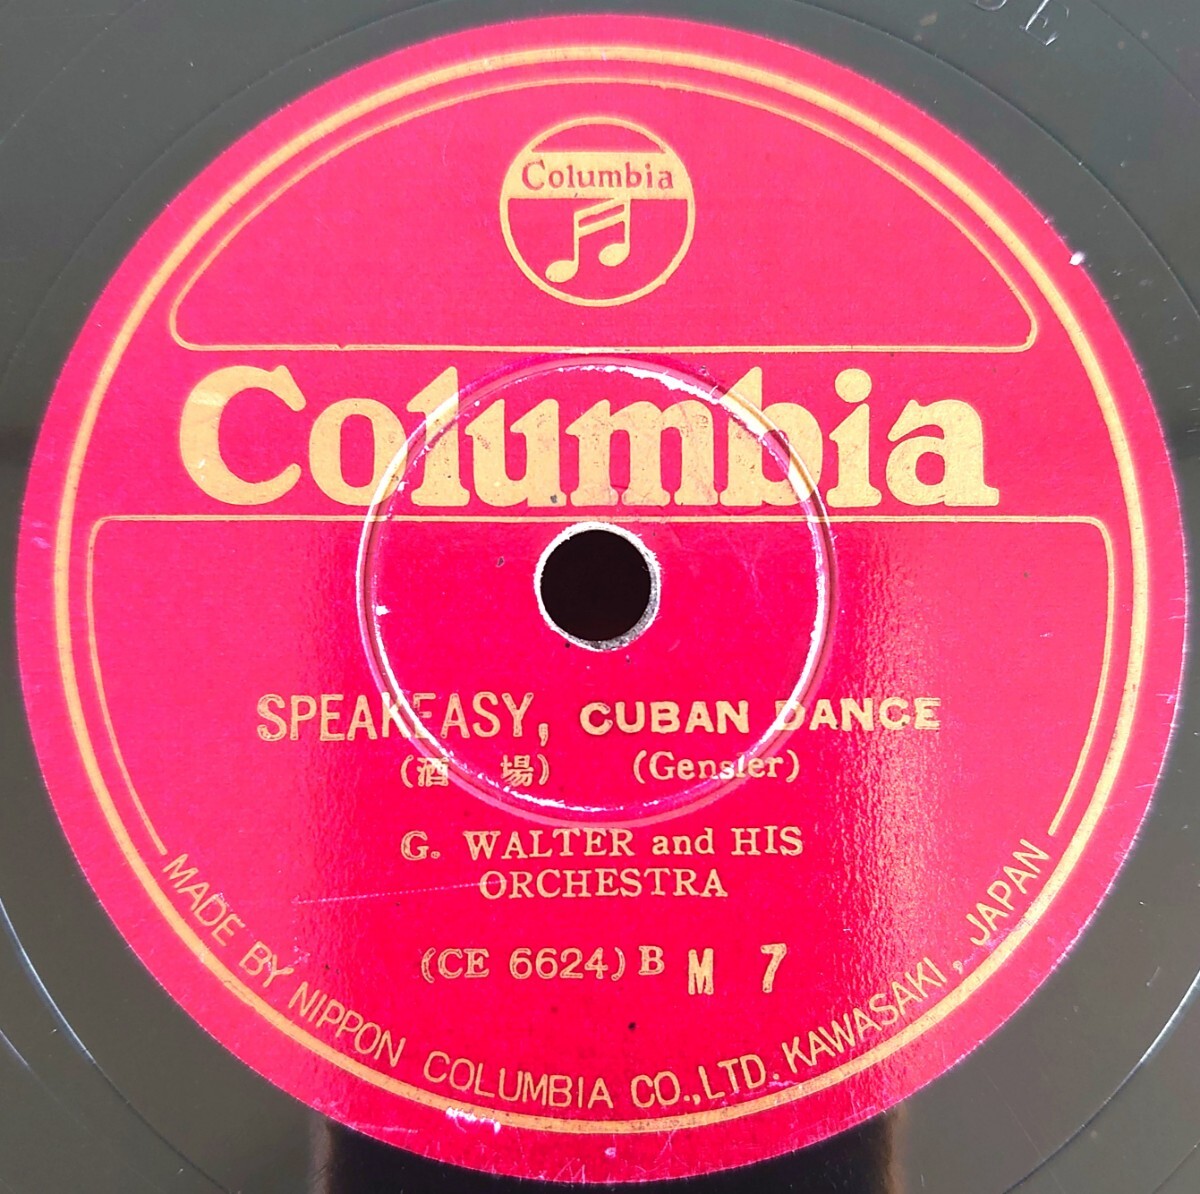 Columbia
Columbia
SPEAKEASY, CUBAN DANCE
(酒場) (Gensler)
G. WALTER and HIS
ORCHESTRA
(CE 6624) B M 7
MADE BY NIPPON COLUMBIA CO., LTD. KAWASAKI, JAPAN